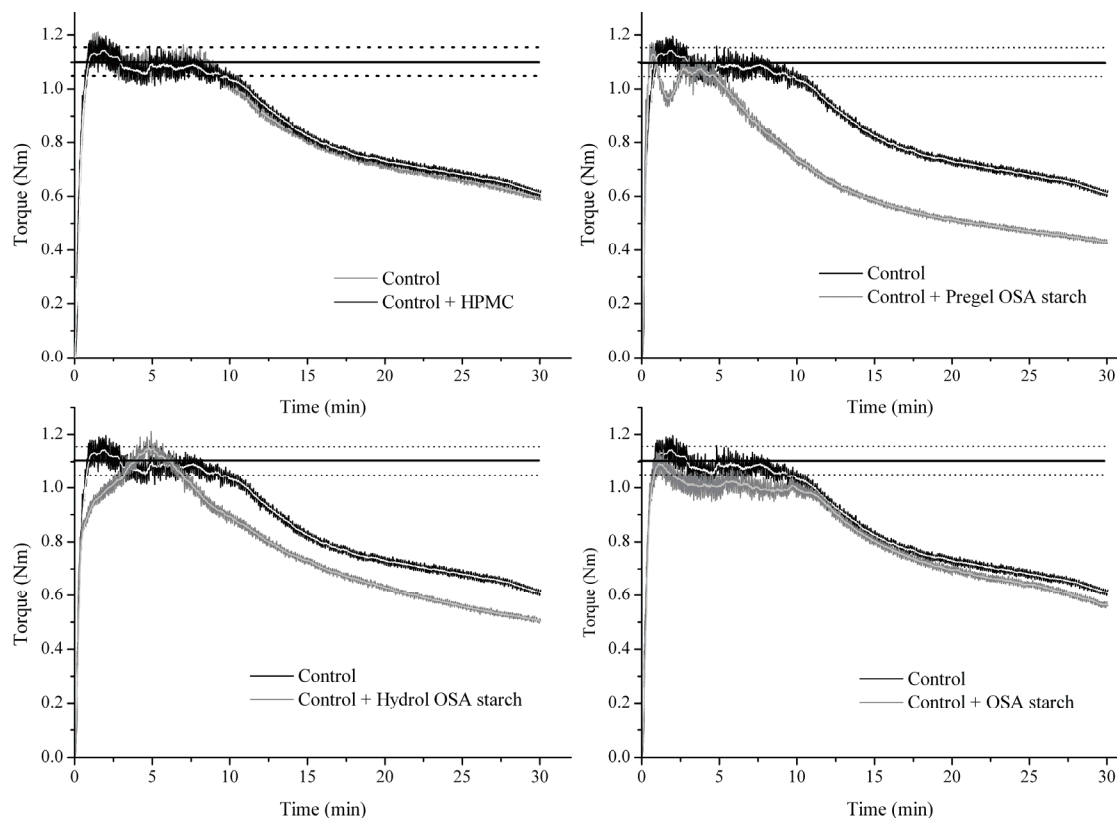 1.2
1.0
0.8
0.6
0.4
0.2
0.0
Torque (Nm)
Control
Control + HPMC
0 5 10 15 20 25 30
Time (min)
1.2
1.0
0.8
0.6
0.4
0.2
0.0
Torque (Nm)
Control
Control + Pregel OSA starch
0 5 10 15 20 25 30
Time (min)
1.2
1.0
0.8
0.6
0.4
0.2
0.0
Torque (Nm)
Control
Control + Hydrol OSA starch
0 5 10 15 20 25 30
Time (min)
1.2
1.0
0.8
0.6
0.4
0.2
0.0
Torque (Nm)
Control
Control + OSA starch
0 5 10 15 20 25 30
Time (min)